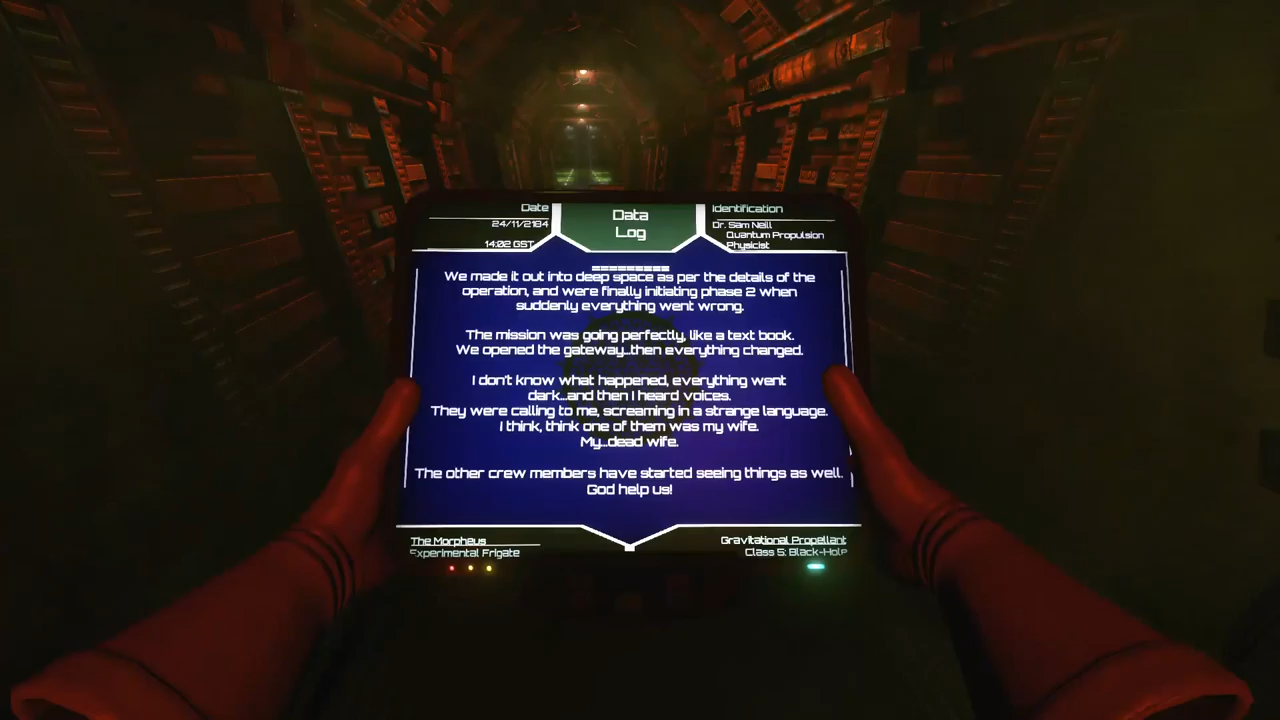 Date
24/11/2184
14:02 GST
Data
Log
Identification
Dr. Sam Neill
Quantum Propulsion
Physicist
We made it out into deep space as per the details of the
operation, and were finally initiating phase 2 when
suddenly everything went wrong.
The mission was going perfectly, like a text book.
We opened the gateway...then everything changed.
I don't know what happened, everything went
dark...and then I heard voices.
They were calling to me, screaming in a strange language.
I think, think one of them was my wife.
My...dead wife.
The other crew members have started seeing things as well.
God help us!
The Morpheus
Experimental Frigate
Gravitational Propellant
Class 5: Black-Hole